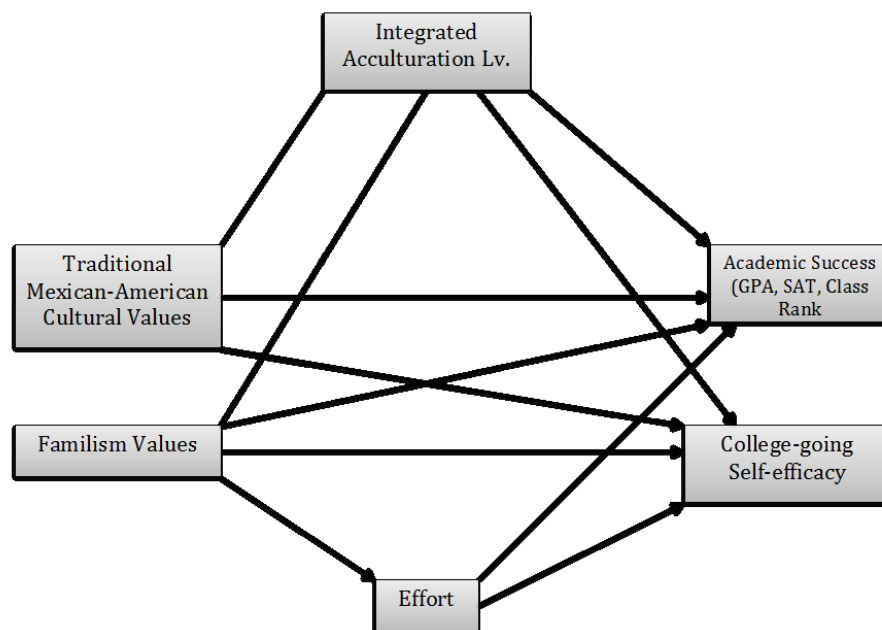 Integrated
Acculturation Lv.
Traditional
Mexican-American
Cultural Values
Academic Success
(GPA, SAT, Class
Rank
Familism Values
College-going
Self-efficacy
Effort